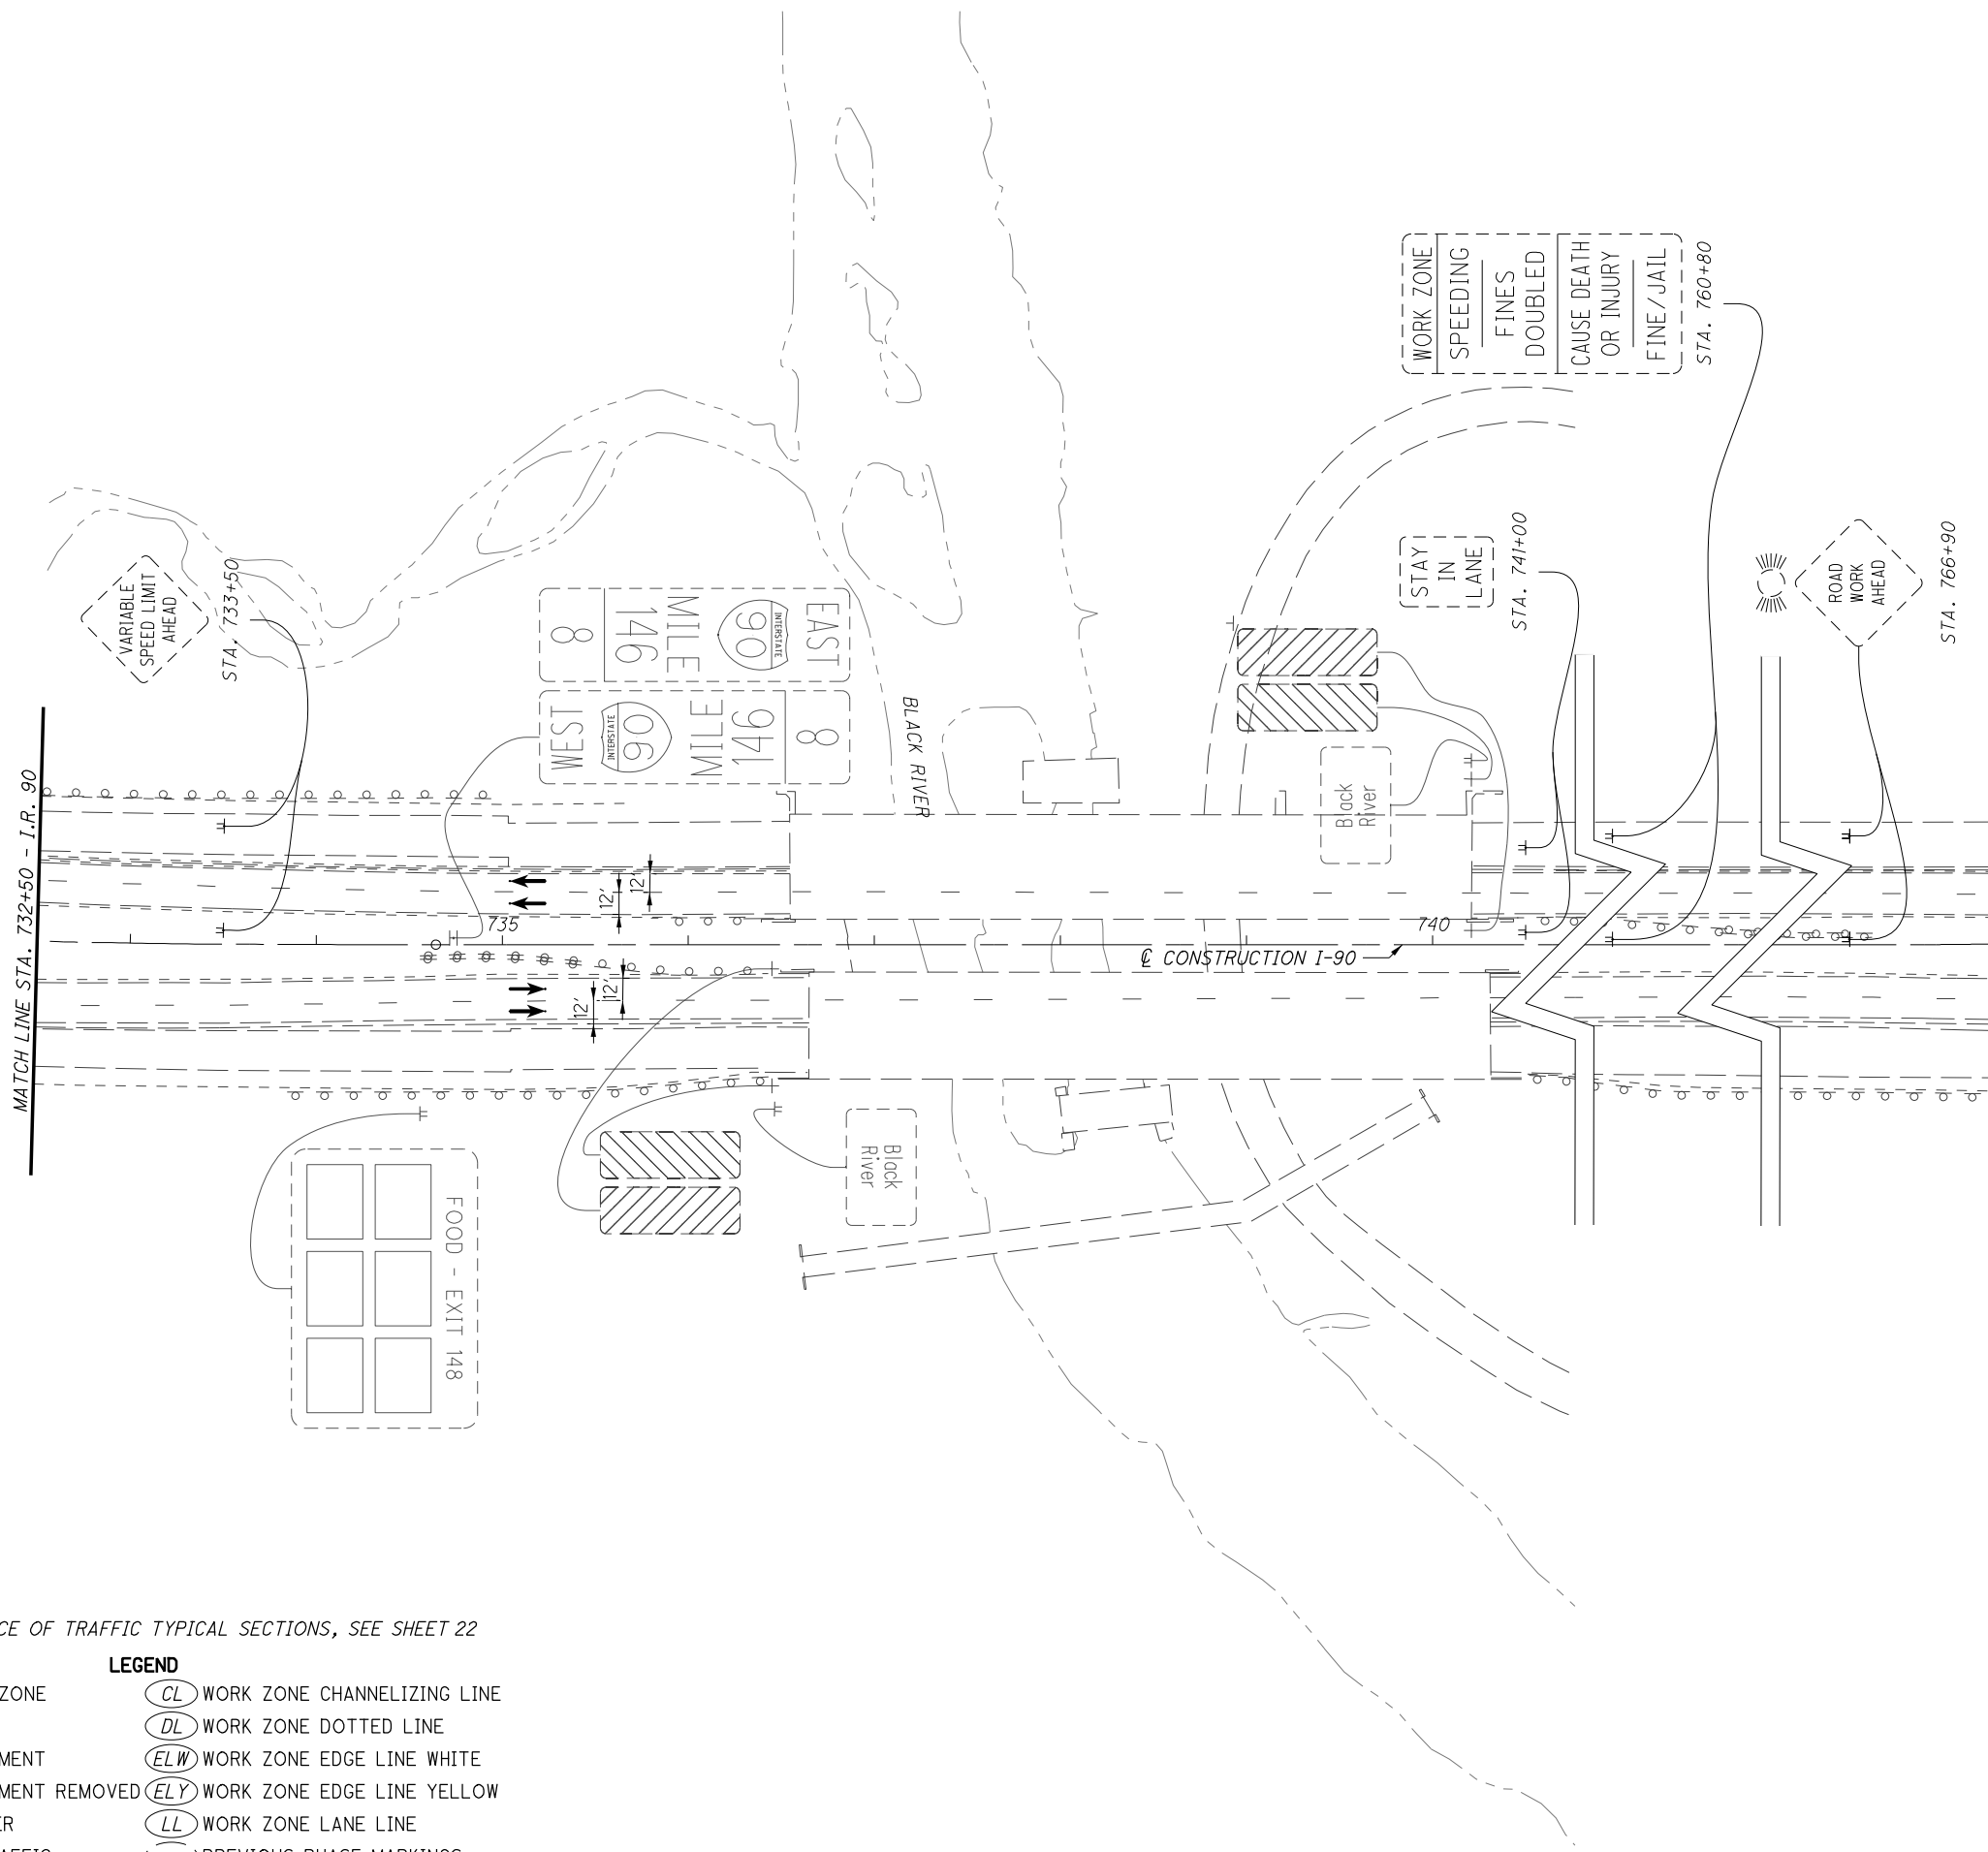 WORK ZONE
SPEEDING
FINES
DOUBLED
CAUSE DEATH
OR INJURY
FINE/JAIL
STA. 760+80
STAY
IN
LANE
STA. 741+00
ROAD
WORK
AHEAD
STA. 766+90
VARIABLE
SPEED LIMIT
AHEAD
STA. 733+50
EAST
INTERSTATE
90
MILE
146
8
WEST
INTERSTATE
90
MILE
146
8
BLACK RIVER
Black
River
MATCH LINE STA. 732+50 - I.R. 90
12'
12'
735
740
℄ CONSTRUCTION I-90
12'
12'
Black
River
FOOD - EXIT 148
CE OF TRAFFIC TYPICAL SECTIONS, SEE SHEET 22
LEGEND
ZONE
CL WORK ZONE CHANNELIZING LINE
DL WORK ZONE DOTTED LINE
MENT
ELW WORK ZONE EDGE LINE WHITE
MENT REMOVED
ELY WORK ZONE EDGE LINE YELLOW
ER
LL WORK ZONE LANE LINE